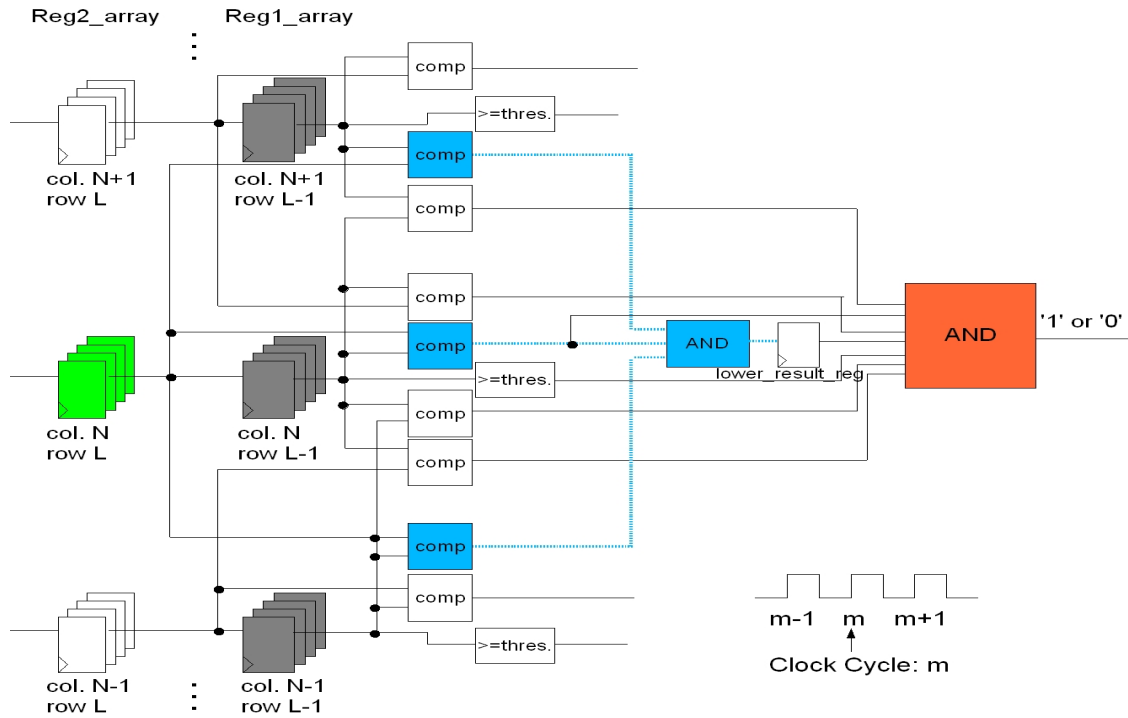 Reg2_array
Reg1_array
comp
>=thres.
comp
col. N+1
row L
col. N+1
row L-1
comp
comp
'1' or '0'
comp
AND
AND
>=thres.
lower_result_reg
comp
col. N
row L
col. N
row L-1
comp
comp
comp
m-1
m
m+1
>=thres.
Clock Cycle: m
col. N-1
row L
col. N-1
row L-1